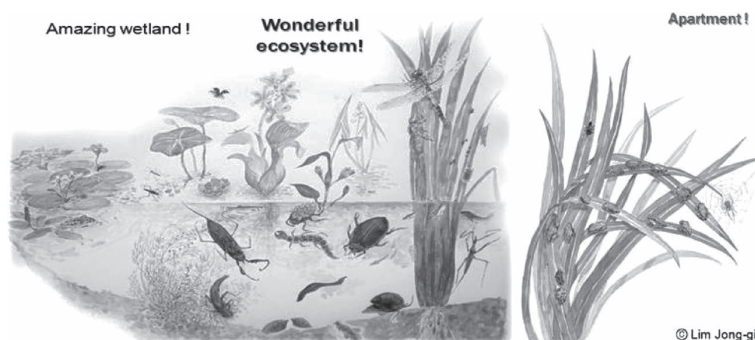 Amazing wetland !
Wonderful
ecosystem!
Apartment !
© Lim Jong-gi